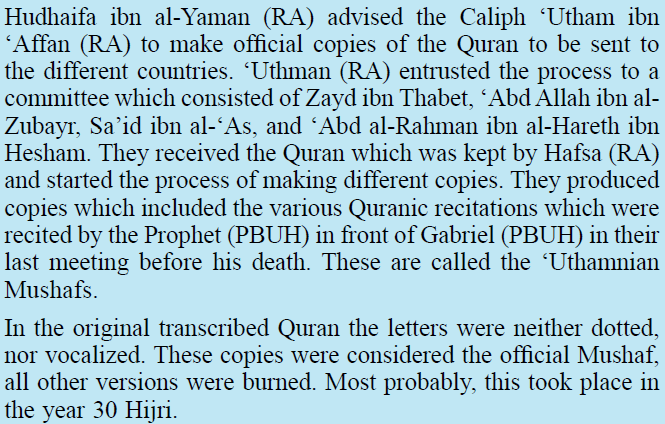 Hudhaifa ibn al-Yaman (RA) advised the Caliph ‘Utham ibn
‘Affan (RA) to make official copies of the Quran to be sent to
the different countries. ‘Uthman (RA) entrusted the process to a
committee which consisted of Zayd ibn Thabet, ‘Abd Allah ibn al-
Zubayr, Sa’id ibn al-‘As, and ‘Abd al-Rahman ibn al-Hareth ibn
Hesham. They received the Quran which was kept by Hafsa (RA)
and started the process of making different copies. They produced
copies which included the various Quranic recitations which were
recited by the Prophet (PBUH) in front of Gabriel (PBUH) in their
last meeting before his death. These are called the ‘Uthamnian
Mushafs.
In the original transcribed Quran the letters were neither dotted,
nor vocalized. These copies were considered the official Mushaf,
all other versions were burned. Most probably, this took place in
the year 30 Hijri.